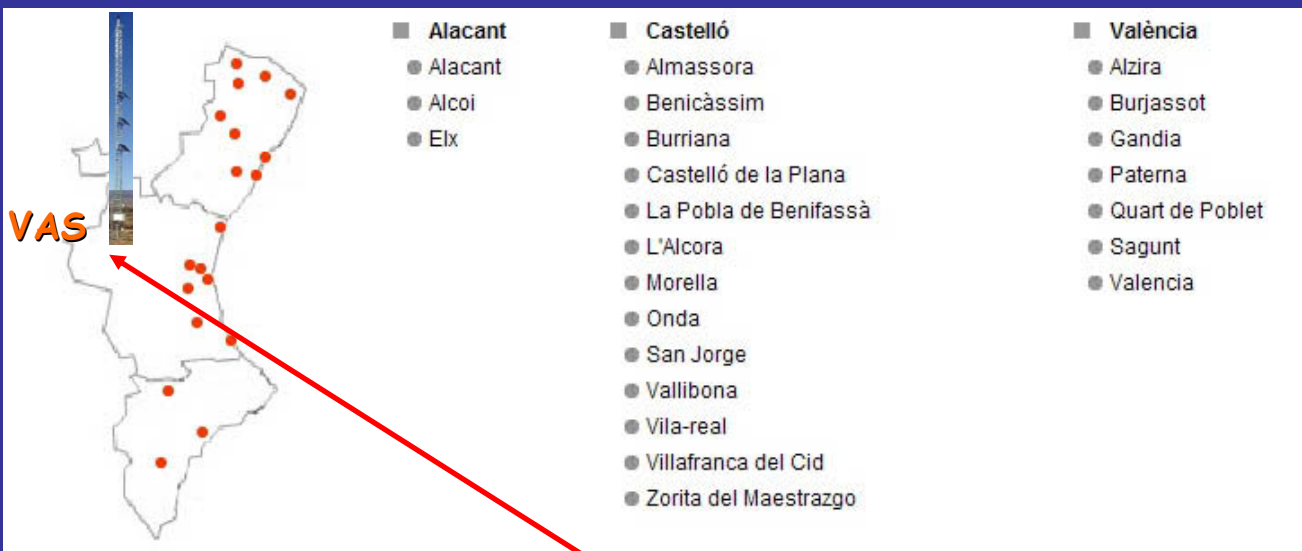 VAS
Alacant
Alacant
Alcoi
Elx
Castelló
Almassora
Benicàssim
Burriana
Castelló de la Plana
La Pobla de Benifassà
L'Alcora
Morella
Onda
San Jorge
Vallibona
Vila-real
Villafranca del Cid
Zorita del Maestrazgo
València
Alzira
Burjassot
Gandia
Paterna
Quart de Poblet
Sagunt
Valencia